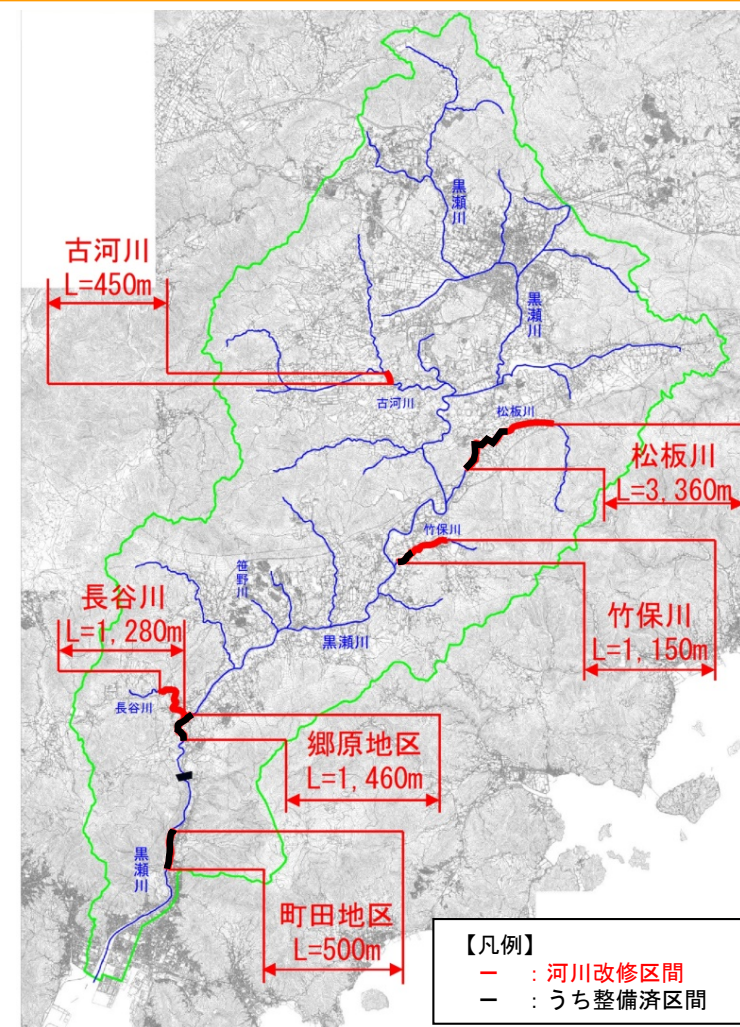 黒瀬川
古河川
L=450m
黒瀬川
古河川
松板川
松板川
L=3,360m
竹保川
笹野川
竹保川
L=1,150m
長谷川
L=1,280m
黒瀬川
長谷川
郷原地区
L=1,460m
黒瀬川
町田地区
L=500m
【凡例】
ー ：河川改修区間
ー ：うち整備済区間